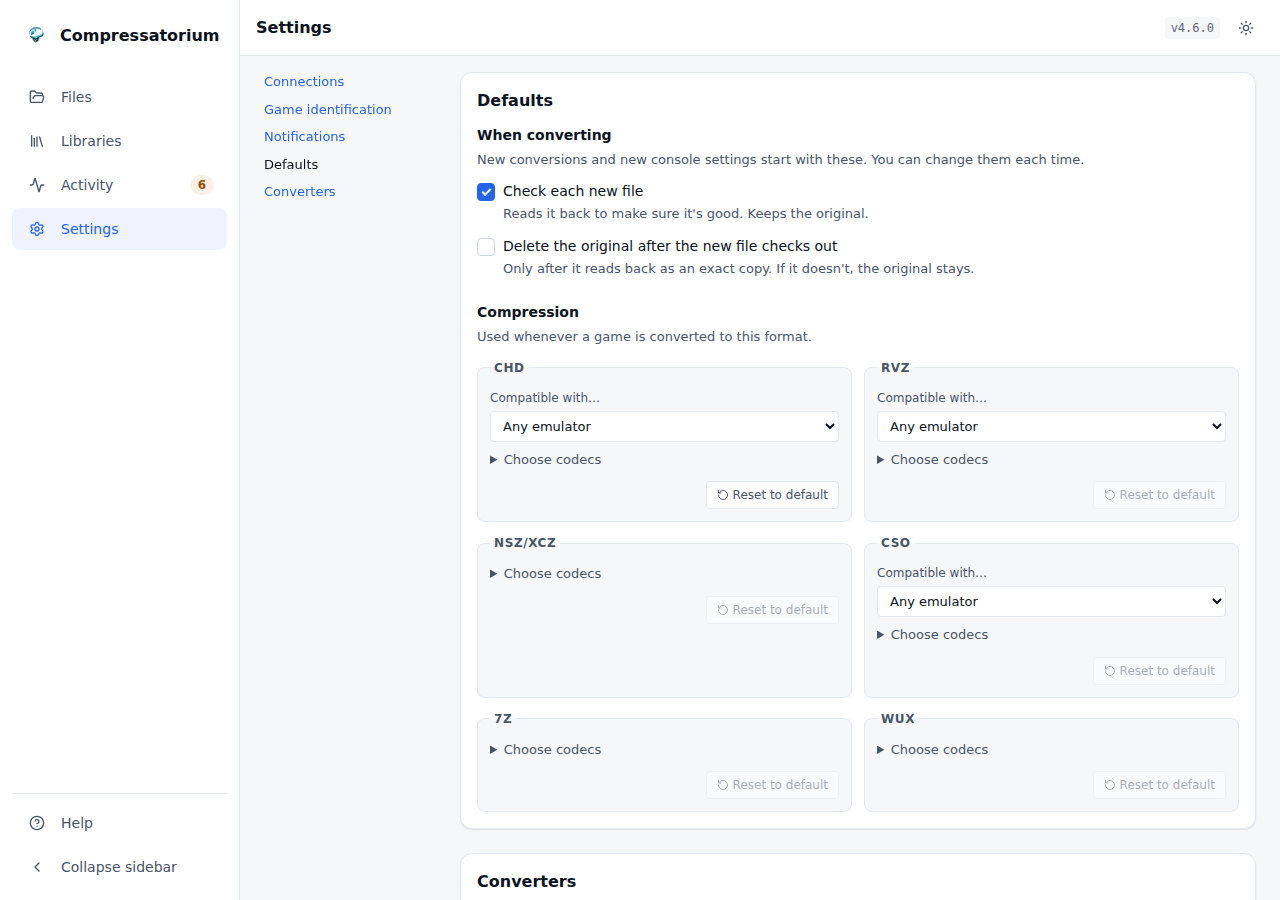 Compressatorium
Files
Libraries
Activity
6
Settings
Help
Collapse sidebar
Settings
v4.6.0
Connections
Game identification
Notifications
Defaults
Converters
Defaults
When converting
New conversions and new console settings start with these. You can change them each time.
Check each new file
Reads it back to make sure it's good. Keeps the original.
Delete the original after the new file checks out
Only after it reads back as an exact copy. If it doesn't, the original stays.
Compression
Used whenever a game is converted to this format.
CHD
Compatible with…
Any emulator
Choose codecs
Reset to default
RVZ
Compatible with…
Any emulator
Choose codecs
Reset to default
NSZ/XCZ
Choose codecs
Reset to default
CSO
Compatible with…
Any emulator
Choose codecs
Reset to default
7Z
Choose codecs
Reset to default
WUX
Choose codecs
Reset to default
Converters